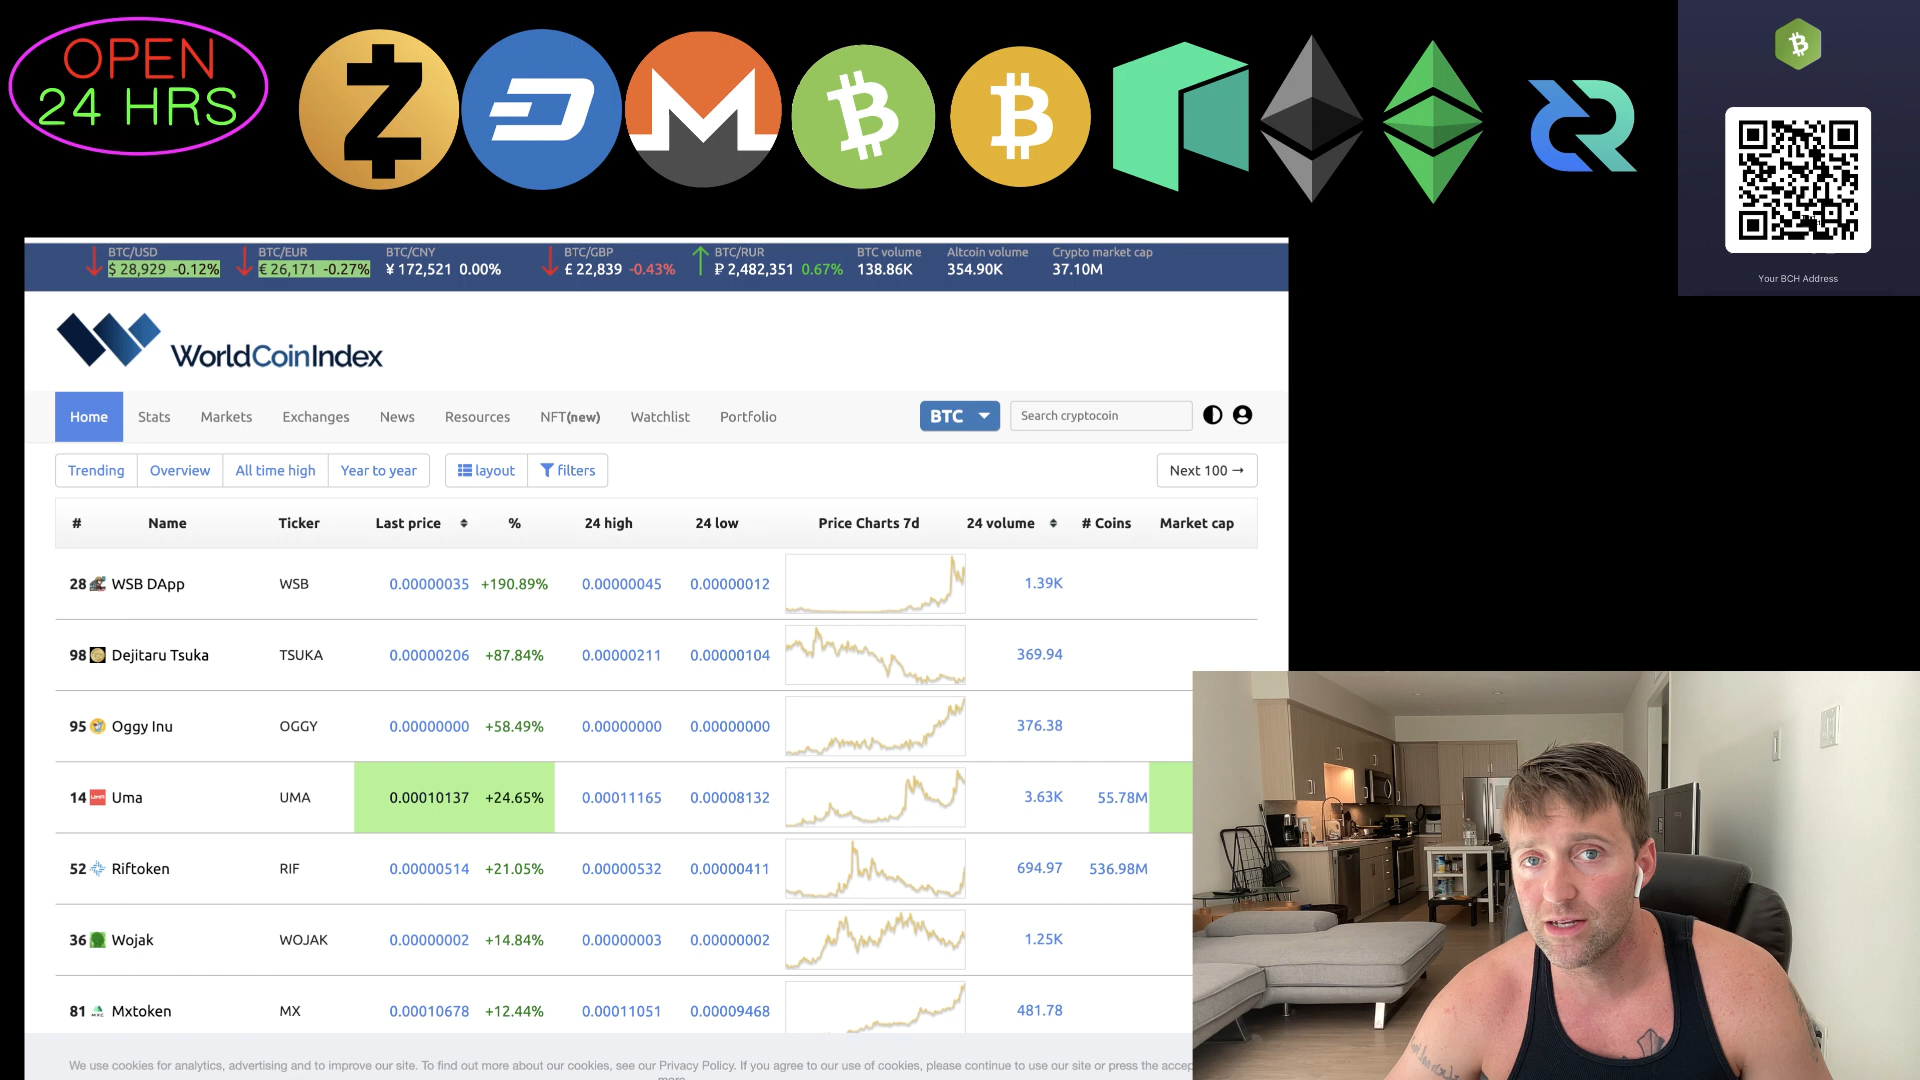 OPEN
24 HRS
Your BCH Address
BTC/USD BTC/EUR BTC/CNY BTC/GBP BTC/RUR BTC volume Altcoin volume Crypto market cap
$ 28,929 -0.12% € 26,171 -0.27% ¥ 172,521 0.00% £ 22,839 -0.43% ₽ 2,482,351 0.67% 138.86K 354.90K 37.10M
WorldCoinIndex
Home Stats Markets Exchanges News Resources NFT(new) Watchlist Portfolio BTC Search cryptocoin
Trending Overview All time high Year to year layout filters Next 100 →
# Name Ticker Last price % 24 high 24 low Price Charts 7d 24 volume # Coins Market cap
28 WSB DApp WSB 0.00000035 +190.89% 0.00000045 0.00000012 1.39K
98 Dejitaru Tsuka TSUKA 0.00000206 +87.84% 0.00000211 0.00000104 369.94
95 Oggy Inu OGGY 0.00000000 +58.49% 0.00000000 0.00000000 376.38
14 Uma UMA 0.00010137 +24.65% 0.00011165 0.00008132 3.63K 55.78M
52 Riftoken RIF 0.00000514 +21.05% 0.00000532 0.00000411 694.97 536.98M
36 Wojak WOJAK 0.00000002 +14.84% 0.00000003 0.00000002 1.25K
81 Mxtoken MX 0.00010678 +12.44% 0.00011051 0.00009468 481.78
We use cookies for analytics, advertising and to improve our site. To find out more about our cookies, see our Privacy Policy. If you agree to our use of cookies, please continue to use our site or press the accep